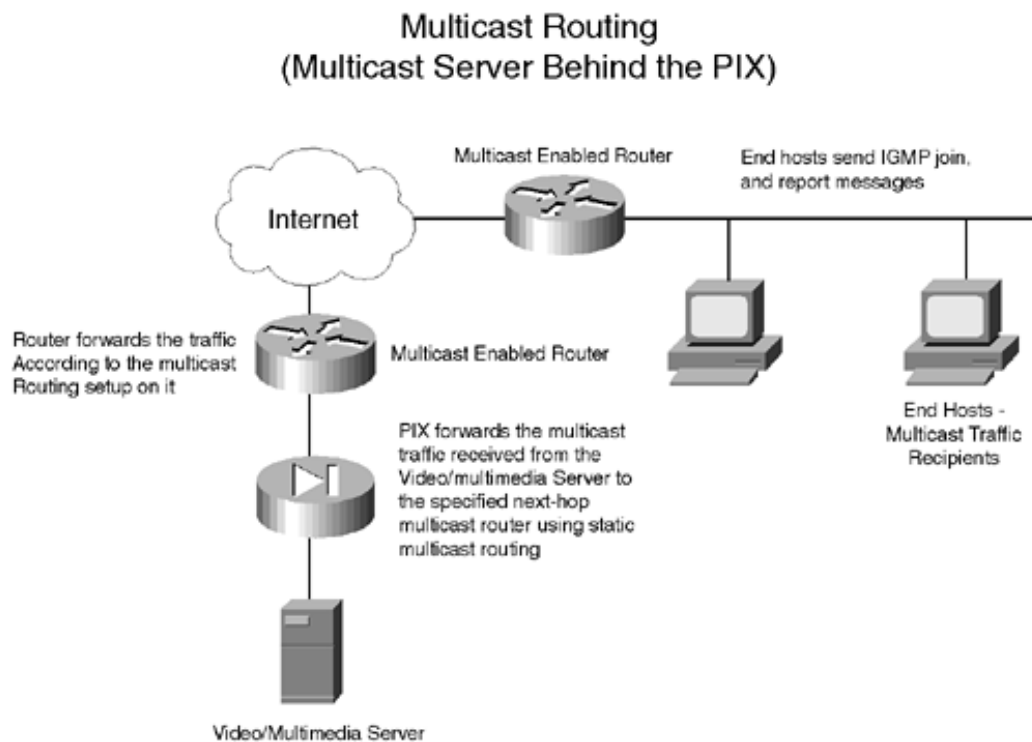 Multicast Routing
(Multicast Server Behind the PIX)
Multicast Enabled Router
End hosts send IGMP join,
and report messages
Internet
Router forwards the traffic
According to the multicast
Routing setup on it
Multicast Enabled Router
End Hosts -
Multicast Traffic
Recipients
PIX forwards the multicast
traffic received from the
Video/multimedia Server to
the specified next-hop
multicast router using static
multicast routing
Video/Multimedia Server